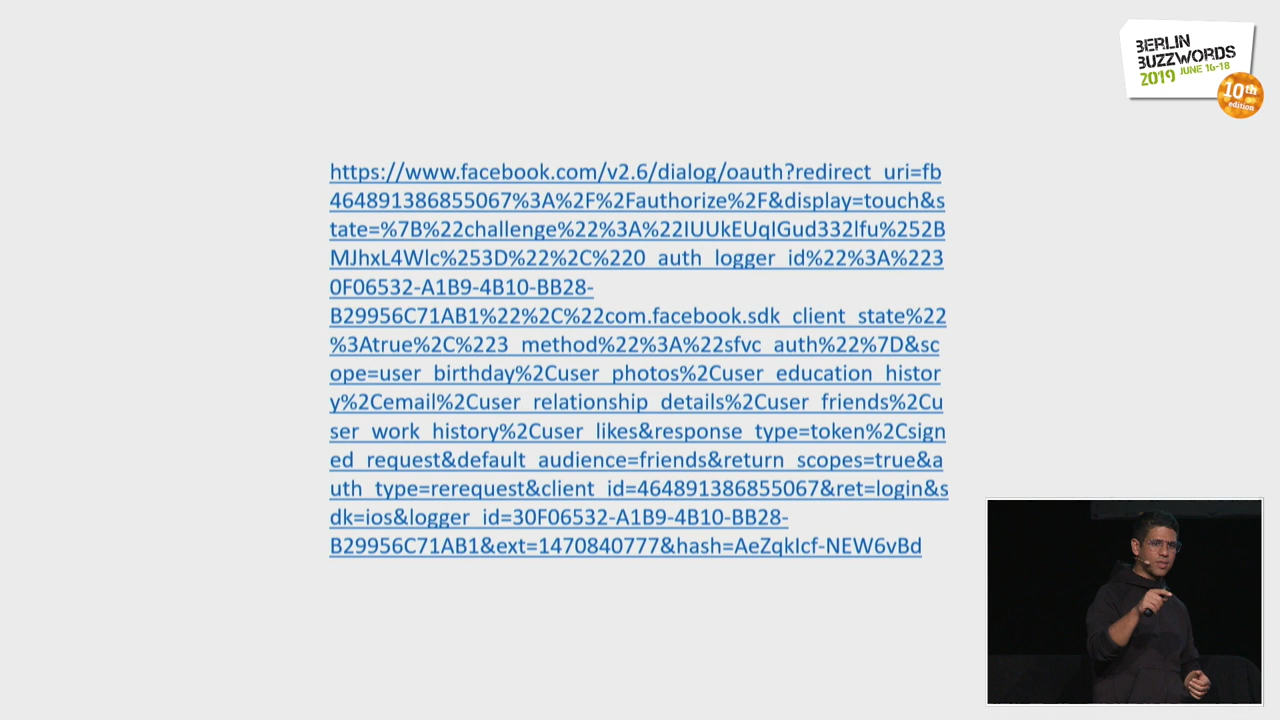 BERLIN
BUZZWORDS
2019 JUNE 16-18
10th
edition
https://www.facebook.com/v2.6/dialog/oauth?redirect_uri=fb
464891386855067%3A%2F%2Fauthorize%2F&display=touch&s
tate=%7B%22challenge%22%3A%22IUUkEUqIGud332lfu%252B
MJhxL4Wlc%253D%22%2C%220_auth_logger_id%22%3A%223
0F06532-A1B9-4B10-BB28-
B29956C71AB1%22%2C%22com.facebook.sdk_client_state%22
%3Atrue%2C%223_method%22%3A%22sfvc_auth%22%7D&sc
ope=user_birthday%2Cuser_photos%2Cuser_education_histor
y%2Cemail%2Cuser_relationship_details%2Cuser_friends%2Cu
ser_work_history%2Cuser_likes&response_type=token%2Csign
ed_request&default_audience=friends&return_scopes=true&a
uth_type=rerequest&client_id=464891386855067&ret=login&s
dk=ios&logger_id=30F06532-A1B9-4B10-BB28-
B29956C71AB1&ext=1470840777&hash=AeZqkIcf-NEW6vBd